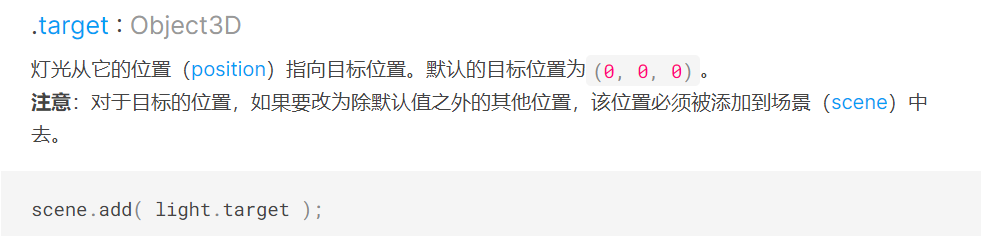 .target : Object3D
灯光从它的位置（position）指向目标位置。默认的目标位置为(0, 0, 0)。
注意：对于目标的位置，如果要改为除默认值之外的其他位置，该位置必须被添加到场景（scene）中
去。
scene.add( light.target );